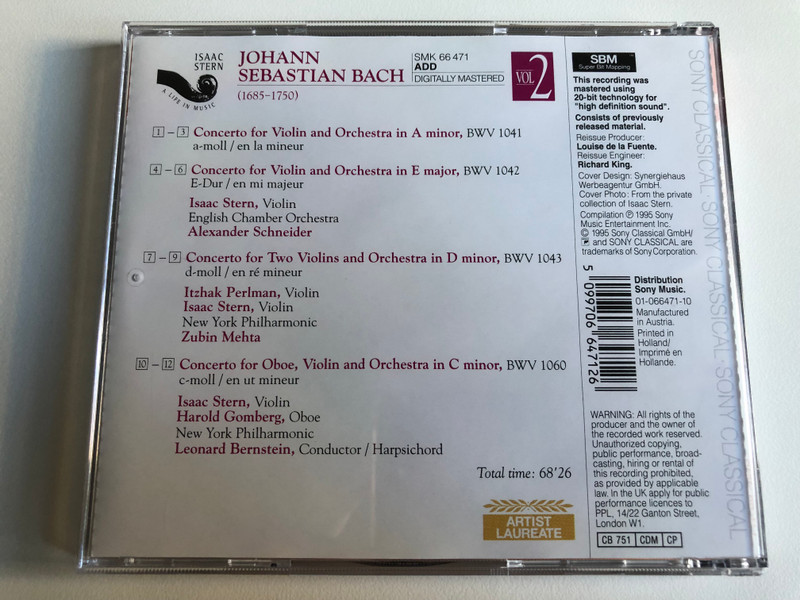 ISAAC
STERN
A LIFE IN MUSIC
JOHANN
SEBASTIAN BACH
(1685–1750)
SMK 66 471
ADD
DIGITALLY MASTERED
VOL 2
1 – 3 Concerto for Violin and Orchestra in A minor, BWV 1041
a-moll / en la mineur
4 – 6 Concerto for Violin and Orchestra in E major, BWV 1042
E-Dur / en mi majeur
Isaac Stern, Violin
English Chamber Orchestra
Alexander Schneider
7 – 9 Concerto for Two Violins and Orchestra in D minor, BWV 1043
d-moll / en ré mineur
Itzhak Perlman, Violin
Isaac Stern, Violin
New York Philharmonic
Zubin Mehta
10 – 12 Concerto for Oboe, Violin and Orchestra in C minor, BWV 1060
c-moll / en ut mineur
Isaac Stern, Violin
Harold Gomberg, Oboe
New York Philharmonic
Leonard Bernstein, Conductor / Harpsichord
Total time: 68'26
ARTIST
LAUREATE
SBM
Super Bit Mapping
This recording was
mastered using
20-bit technology for
"high definition sound".
Consists of previously
released material.
Reissue Producer:
Louise de la Fuente.
Reissue Engineer:
Richard King.
Cover Design: Synergiehaus
Werbeagentur GmbH.
Cover Photo: From the private
collection of Isaac Stern.
Compilation ℗ 1995 Sony
Music Entertainment Inc.
© 1995 Sony Classical GmbH/
and SONY CLASSICAL are
trademarks of Sony Corporation.
5 099706 647126
Distribution
Sony Music.
01-066471-10
Manufactured
in Austria.
Printed in
Holland/
Imprimé en
Hollande.
WARNING: All rights of the
producer and the owner of
the recorded work reserved.
Unauthorized copying,
public performance, broad-
casting, hiring or rental of
this recording prohibited,
as provided by applicable
law. In the UK apply for public
performance licences to
PPL, 14/22 Ganton Street,
London W1.
CB 751 CDM CP
SONY CLASSICAL·SONY CLASSICAL·SONY CLASSICAL